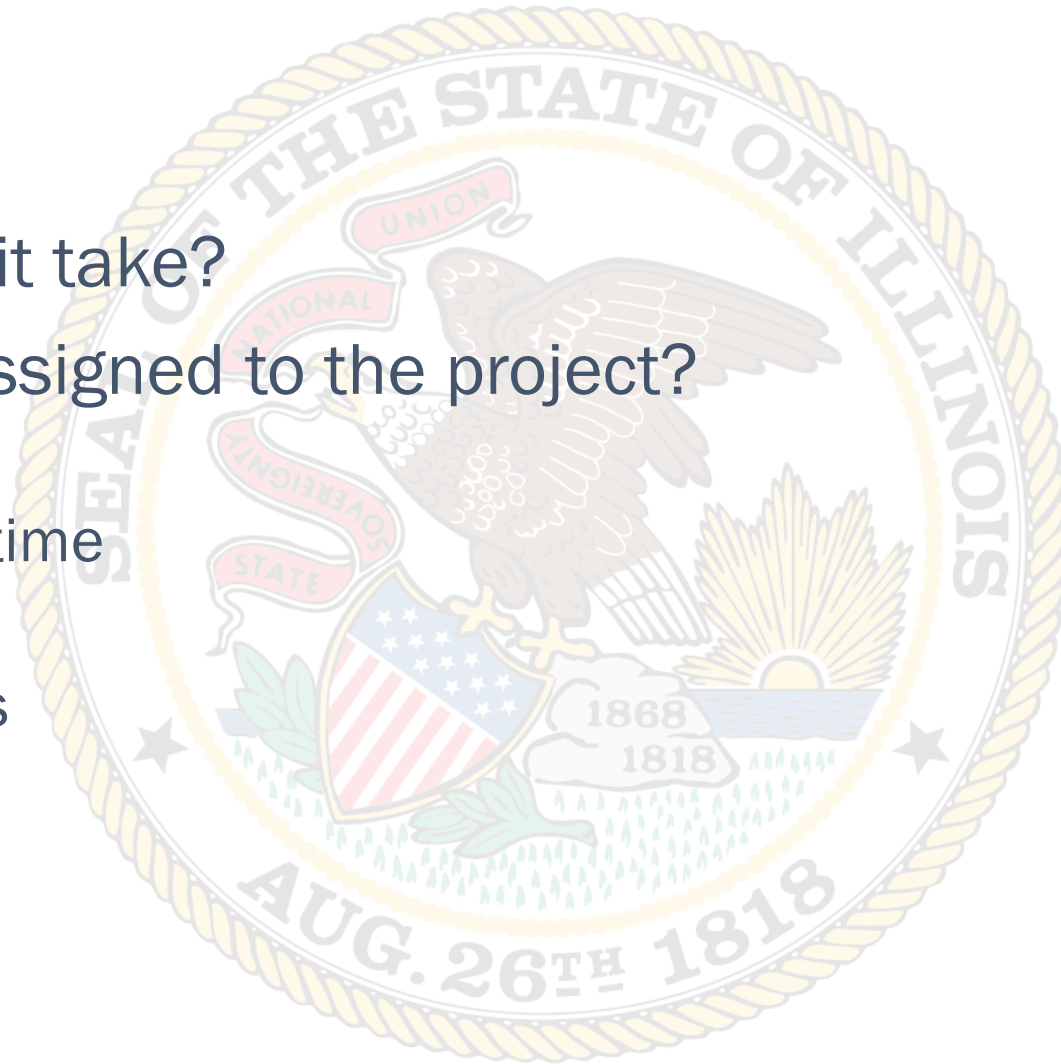 SEAL OF THE STATE OF ILLINOIS
UNION
it take?
NATIONAL
ssigned to the project?
SOVEREIGNTY
time
STATE
s
1868
1818
AUG. 26TH 1818